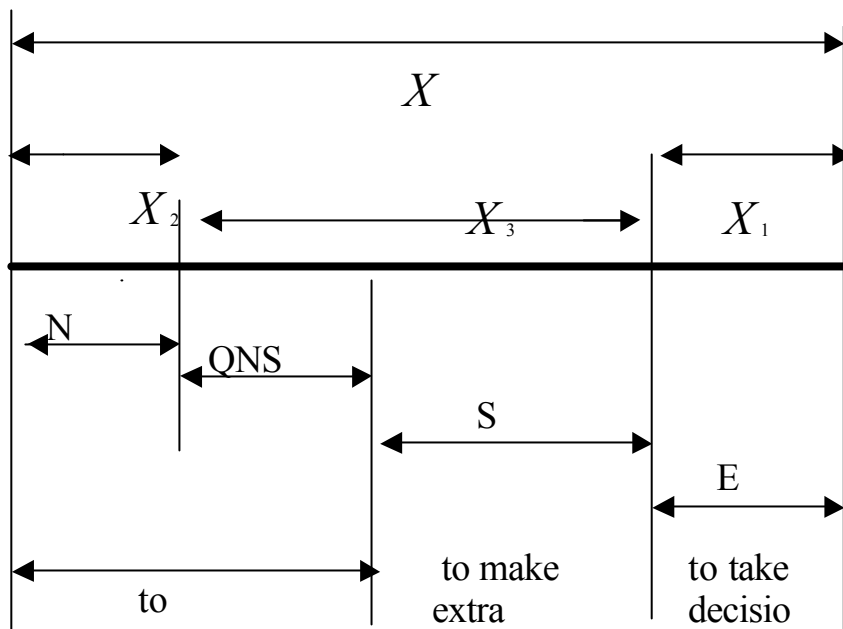 X
X₂ X₃ X₁
N
QNS
S
E
to make to take
to extra decisio